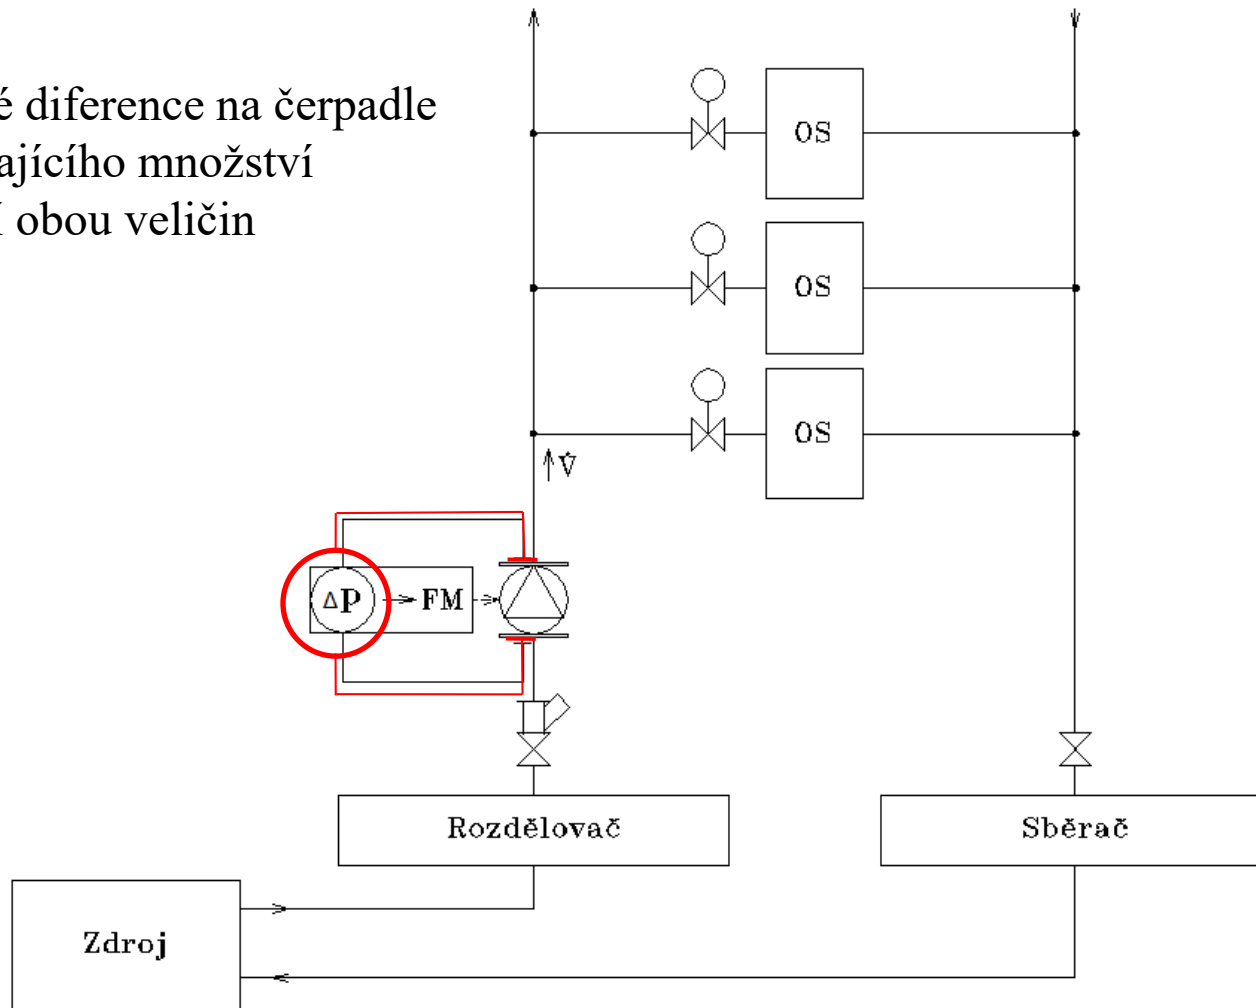 é diference na čerpadle
ajícího množství
í obou veličin
OS
OS
OS
V̇
ΔP
FM
Rozdělovač
Sběrač
Zdroj